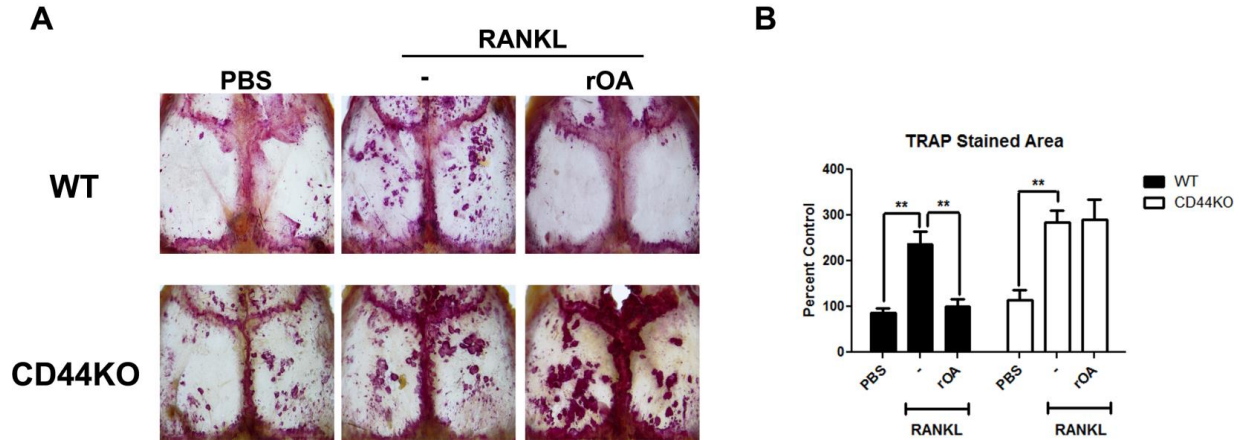 A
RANKL
PBS
-
rOA
WT
CD44KO
B
TRAP Stained Area
Percent Control
400
300
200
100
0
**
**
**
WT
CD44KO
PBS
-
rOA
PBS
-
rOA
RANKL
RANKL